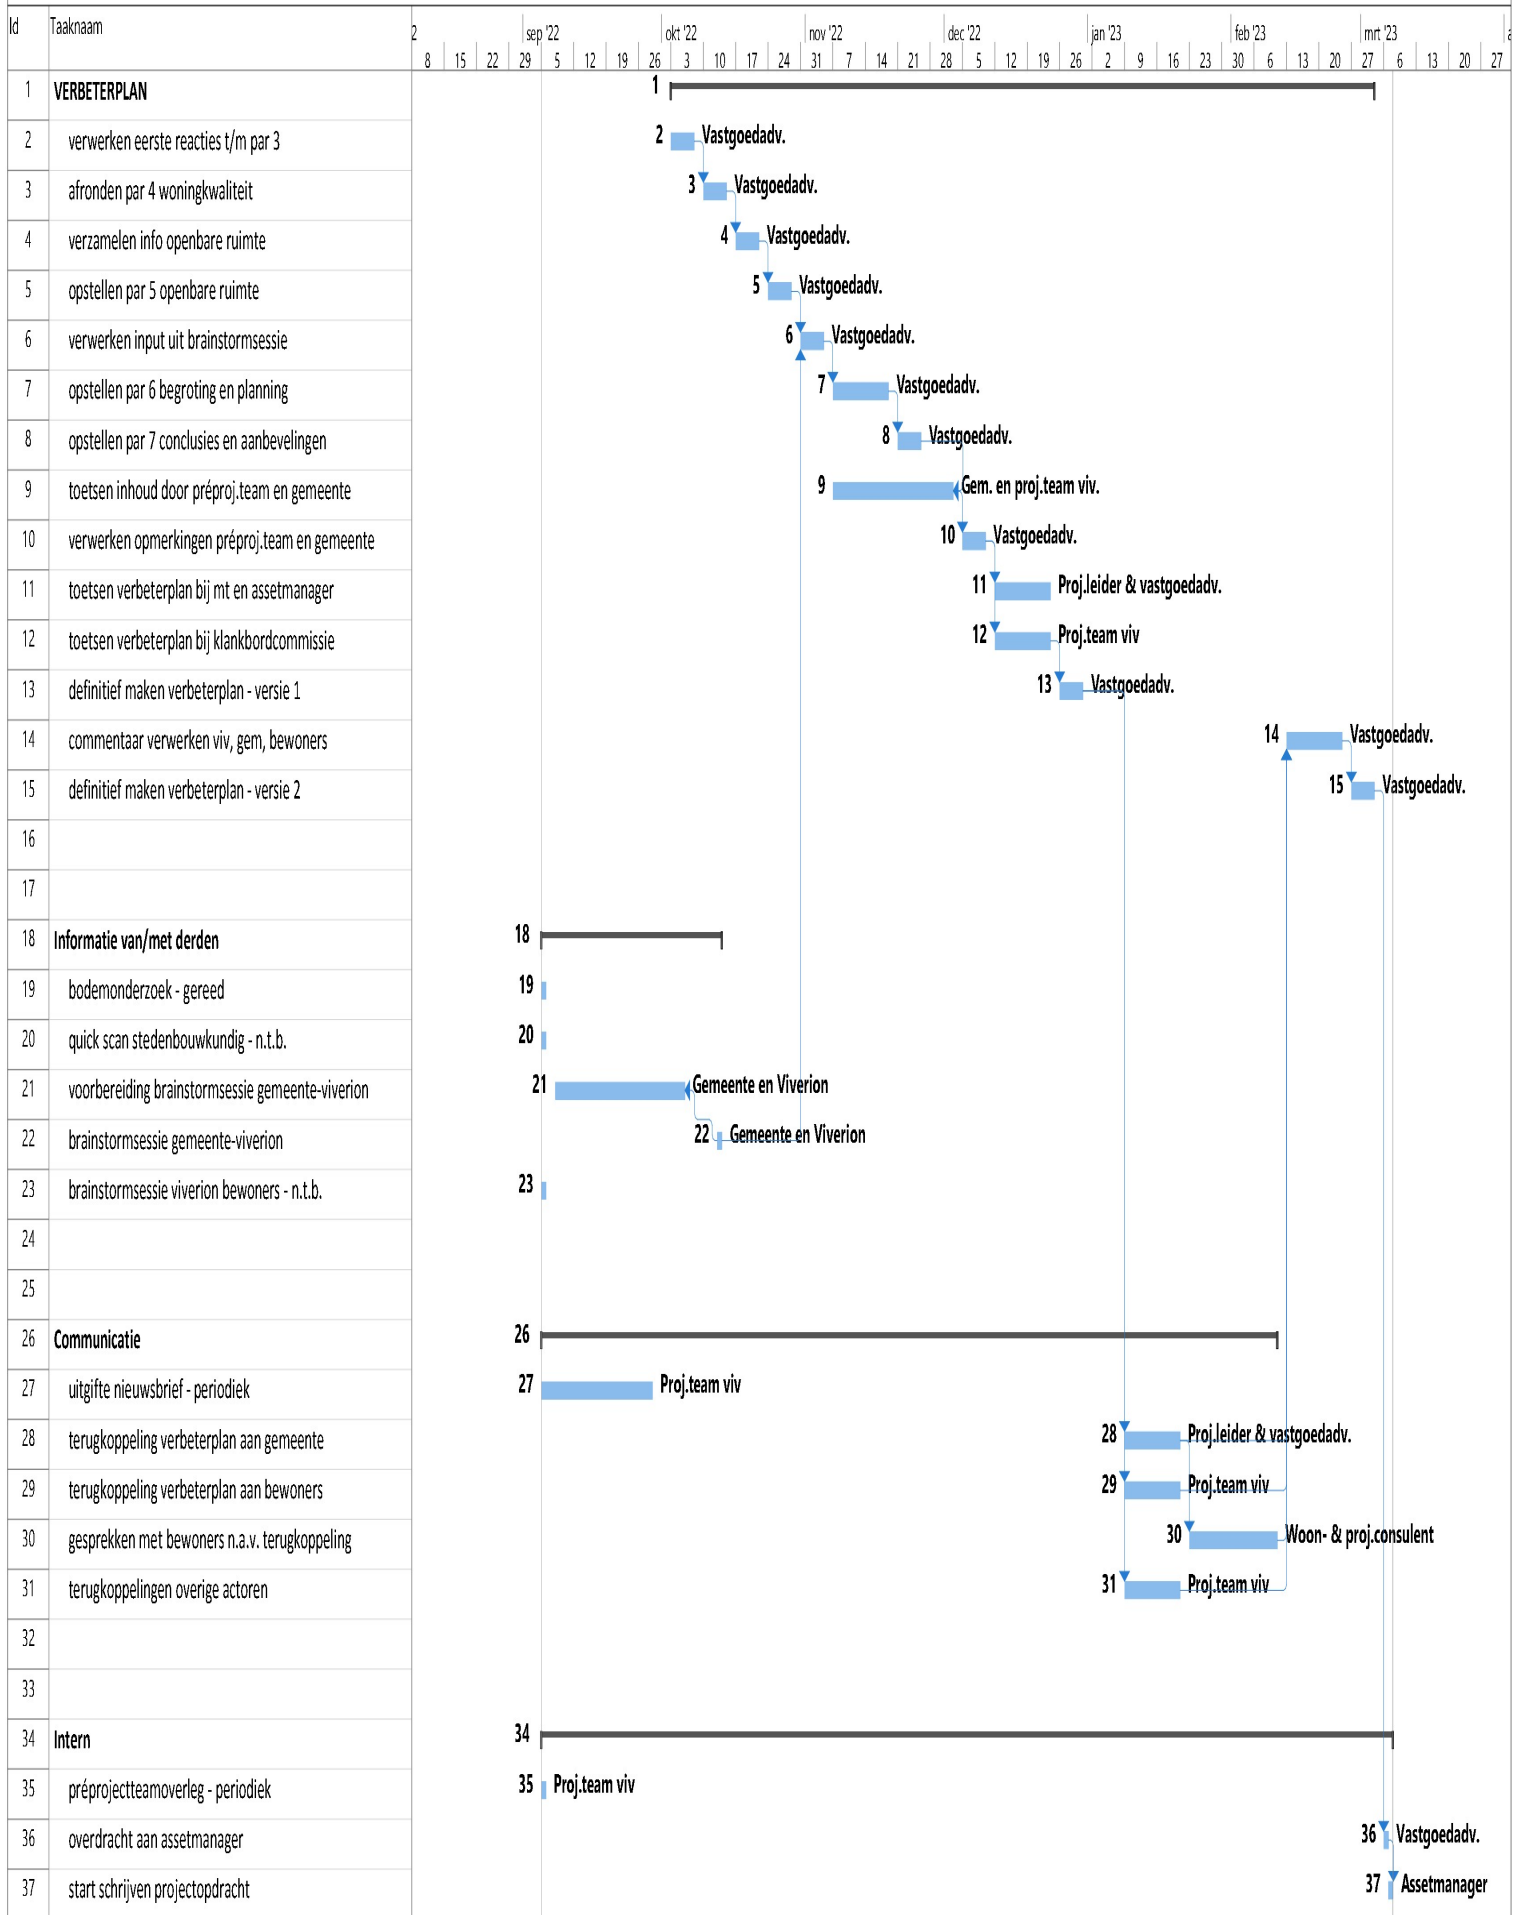 Id Taaknaam 2 sep '22 okt '22 nov '22 dec '22 jan '23 feb '23 mrt '23 a
8 15 22 29 5 12 19 26 3 10 17 24 31 7 14 21 28 5 12 19 26 2 9 16 23 30 6 13 20 27 6 13 20 27
1 VERBETERPLAN 1
2 verwerken eerste reacties t/m par 3 2 Vastgoedadv.
3 afronden par 4 woningkwaliteit 3 Vastgoedadv.
4 verzamelen info openbare ruimte 4 Vastgoedadv.
5 opstellen par 5 openbare ruimte 5 Vastgoedadv.
6 verwerken input uit brainstormsessie 6 Vastgoedadv.
7 opstellen par 6 begroting en planning 7 Vastgoedadv.
8 opstellen par 7 conclusies en aanbevelingen 8 Vastgoedadv.
9 toetsen inhoud door préproj.team en gemeente 9 Gem. en proj.team viv.
10 verwerken opmerkingen préproj.team en gemeente 10 Vastgoedadv.
11 toetsen verbeterplan bij mt en assetmanager 11 Proj.leider & vastgoedadv.
12 toetsen verbeterplan bij klankbordcommissie 12 Proj.team viv
13 definitief maken verbeterplan - versie 1 13 Vastgoedadv.
14 commentaar verwerken viv, gem, bewoners 14 Vastgoedadv.
15 definitief maken verbeterplan - versie 2 15 Vastgoedadv.
16
17
18 Informatie van/met derden 18
19 bodemonderzoek - gereed 19
20 quick scan stedenbouwkundig - n.t.b. 20
21 voorbereiding brainstormsessie gemeente-viverion 21 Gemeente en Viverion
22 brainstormsessie gemeente-viverion 22 Gemeente en Viverion
23 brainstormsessie viverion bewoners - n.t.b. 23
24
25
26 Communicatie 26
27 uitgifte nieuwsbrief - periodiek 27 Proj.team viv
28 terugkoppeling verbeterplan aan gemeente 28 Proj.leider & vastgoedadv.
29 terugkoppeling verbeterplan aan bewoners 29 Proj.team viv
30 gesprekken met bewoners n.a.v. terugkoppeling 30 Woon- & proj.consulent
31 terugkoppelingen overige actoren 31 Proj.team viv
32
33
34 Intern 34
35 préprojectteamoverleg - periodiek 35 Proj.team viv
36 overdracht aan assetmanager 36 Vastgoedadv.
37 start schrijven projectopdracht 37 Assetmanager